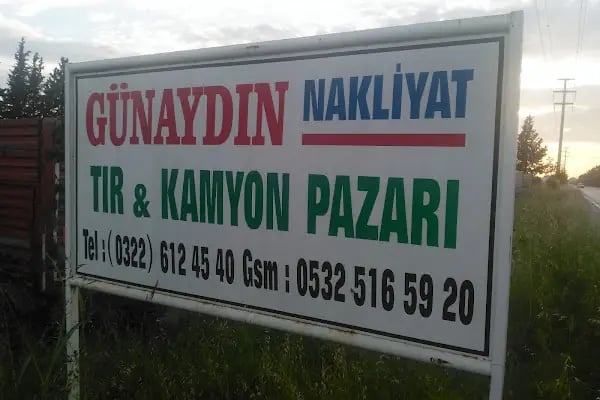 GÜNAYDIN NAKLİYAT
TIR & KAMYON PAZARI
Tel : (0322) 612 45 40 Gsm : 0532 516 59 20